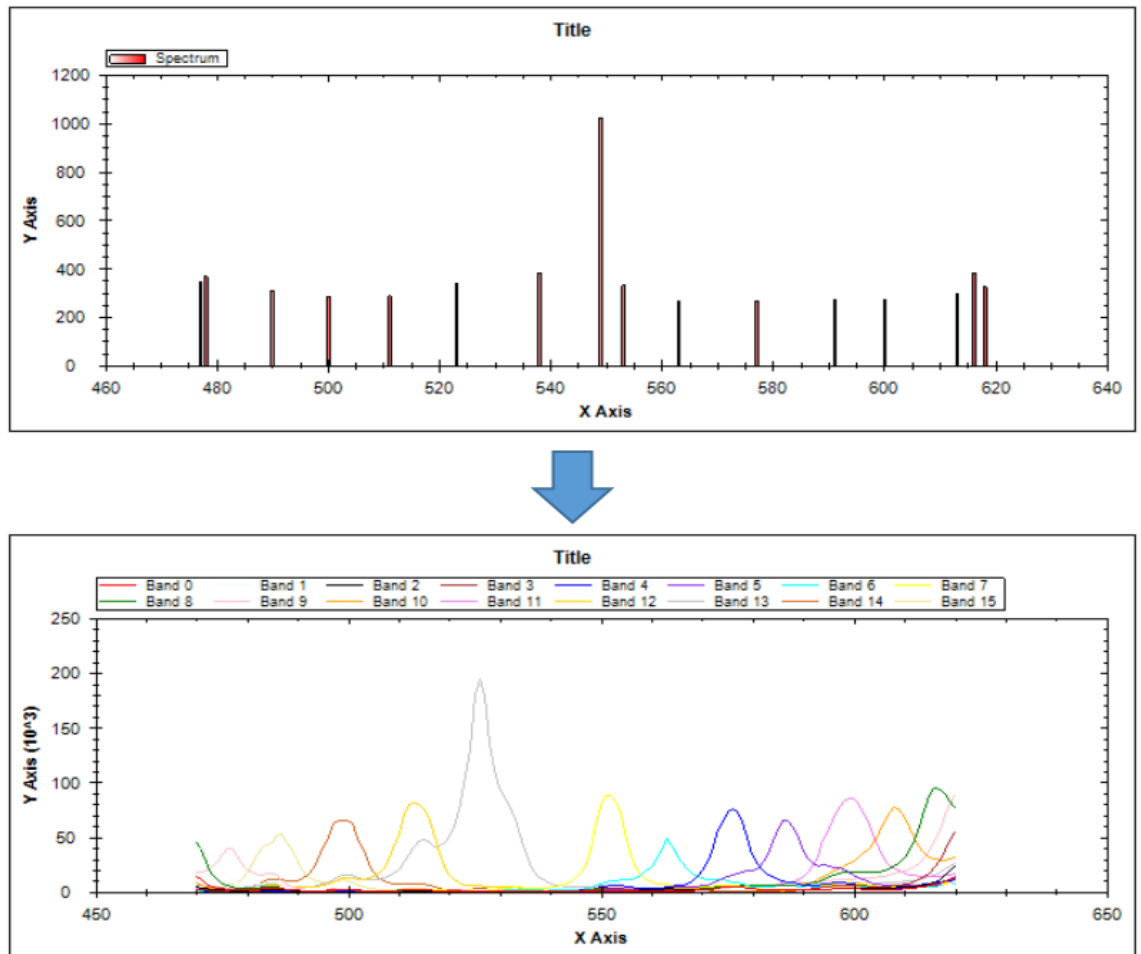 Title
Spectrum
1200
1000
800
600
400
200
0
Y Axis
460 480 500 520 540 560 580 600 620 640
X Axis
Title
Band 0 Band 1 Band 2 Band 3 Band 4 Band 5 Band 6 Band 7
Band 8 Band 9 Band 10 Band 11 Band 12 Band 13 Band 14 Band 15
250
200
150
100
50
0
Y Axis (10^3)
450 500 550 600 650
X Axis